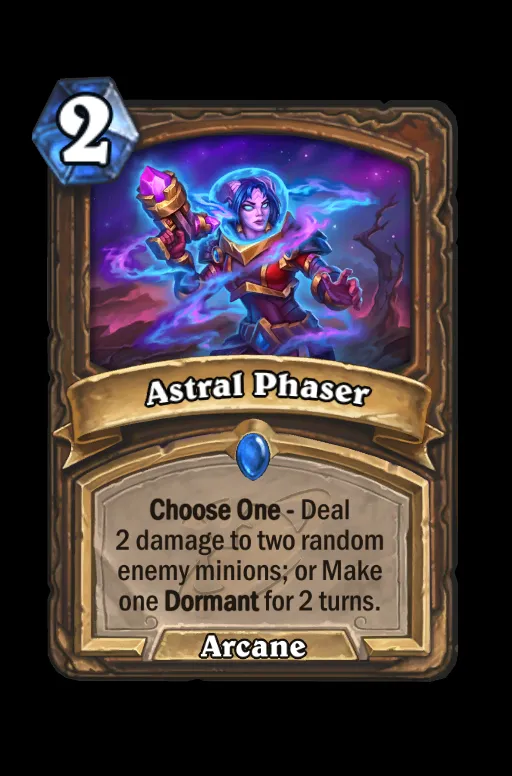 2
Astral Phaser
Choose One - Deal
2 damage to two random
enemy minions; or Make
one Dormant for 2 turns.
Arcane